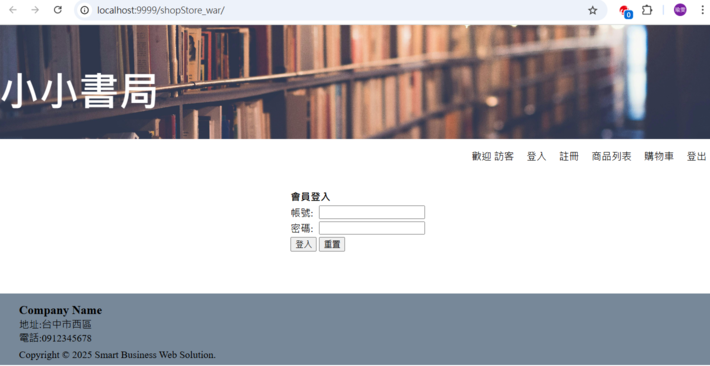 localhost:9999/shopStore_war/
0
小小書局
歡迎 訪客 登入 註冊 商品列表 購物車 登出
會員登入
帳號:
密碼:
登入 重置
Company Name
地址:台中市西區
電話:0912345678
Copyright © 2025 Smart Business Web Solution.